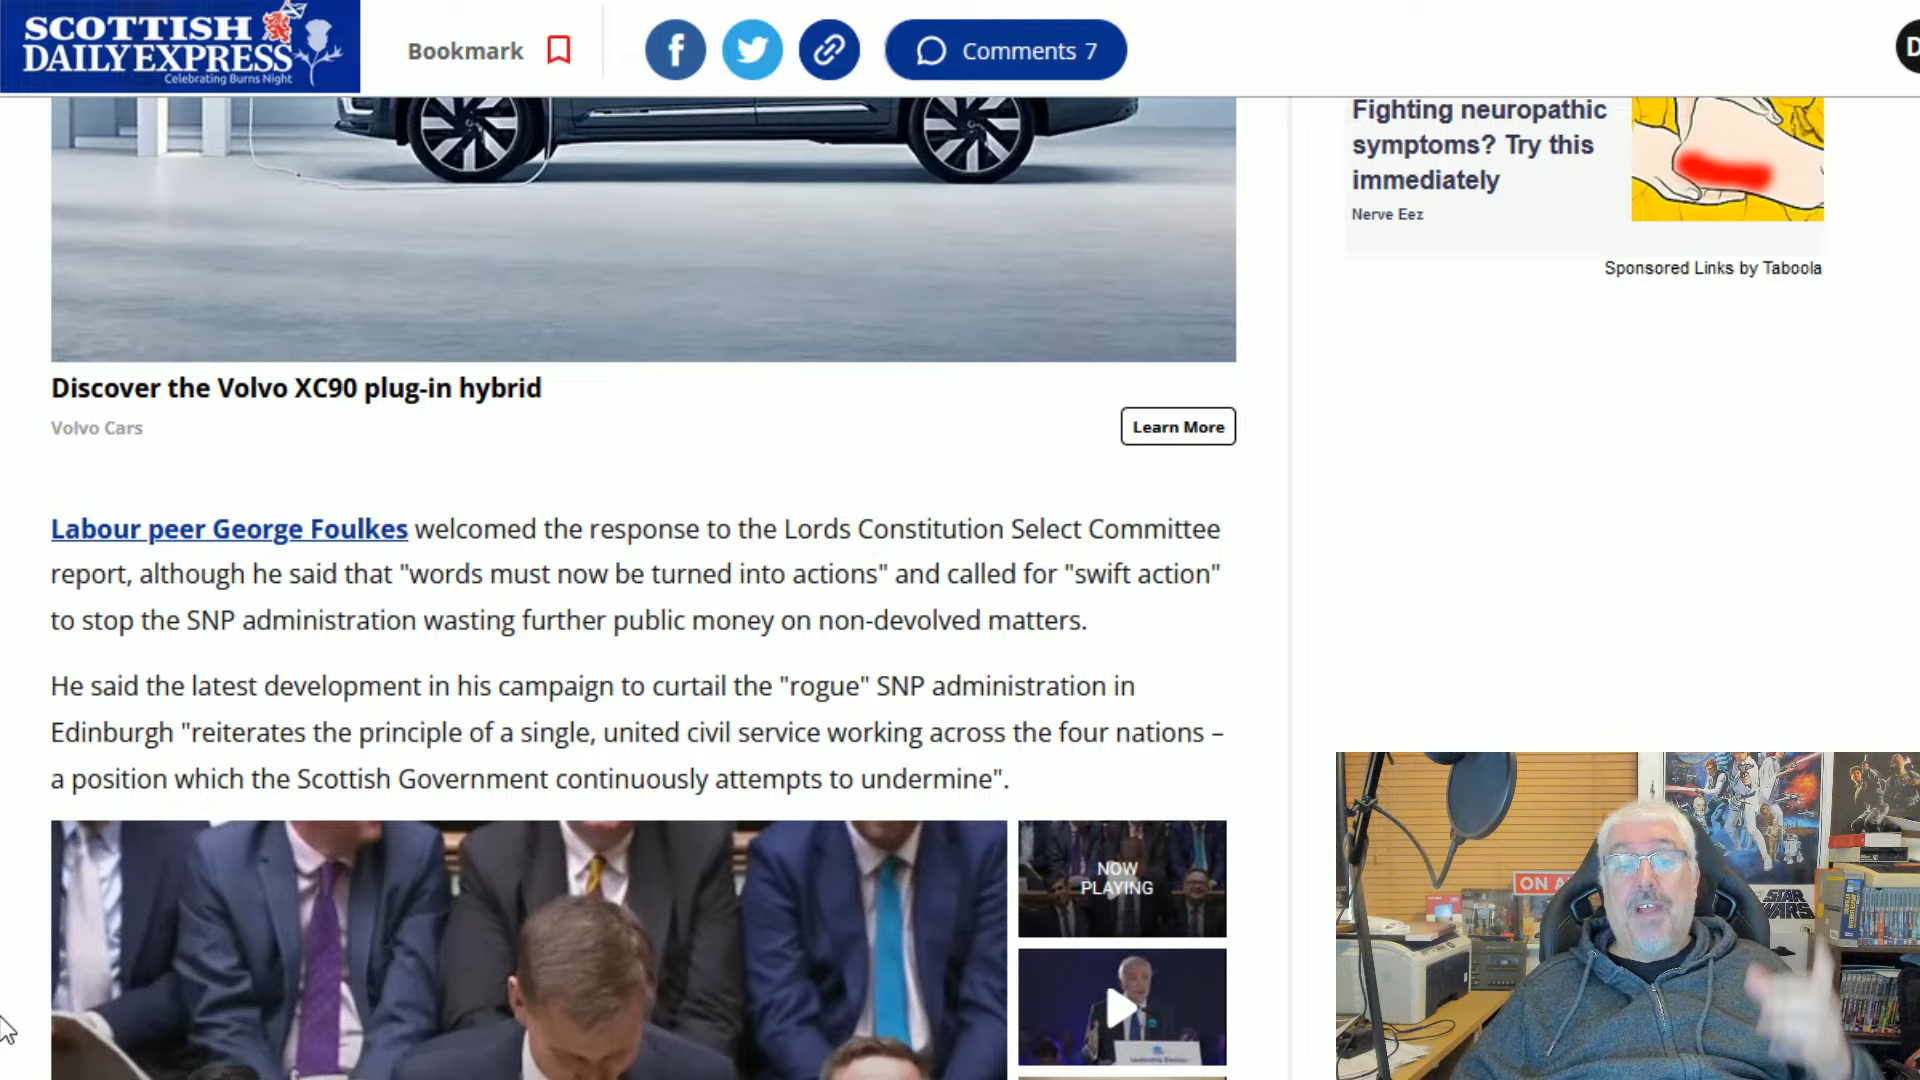 SCOTTISH
DAILY EXPRESS
Celebrating Burns Night
Bookmark
Comments 7
D
Fighting neuropathic
symptoms? Try this
immediately
Nerve Eez
Sponsored Links by Taboola
Discover the Volvo XC90 plug-in hybrid
Volvo Cars
Learn More
Labour peer George Foulkes welcomed the response to the Lords Constitution Select Committee
report, although he said that "words must now be turned into actions" and called for "swift action"
to stop the SNP administration wasting further public money on non-devolved matters.
He said the latest development in his campaign to curtail the "rogue" SNP administration in
Edinburgh "reiterates the principle of a single, united civil service working across the four nations –
a position which the Scottish Government continuously attempts to undermine".
NOW
PLAYING
ON A
STAR
WARS